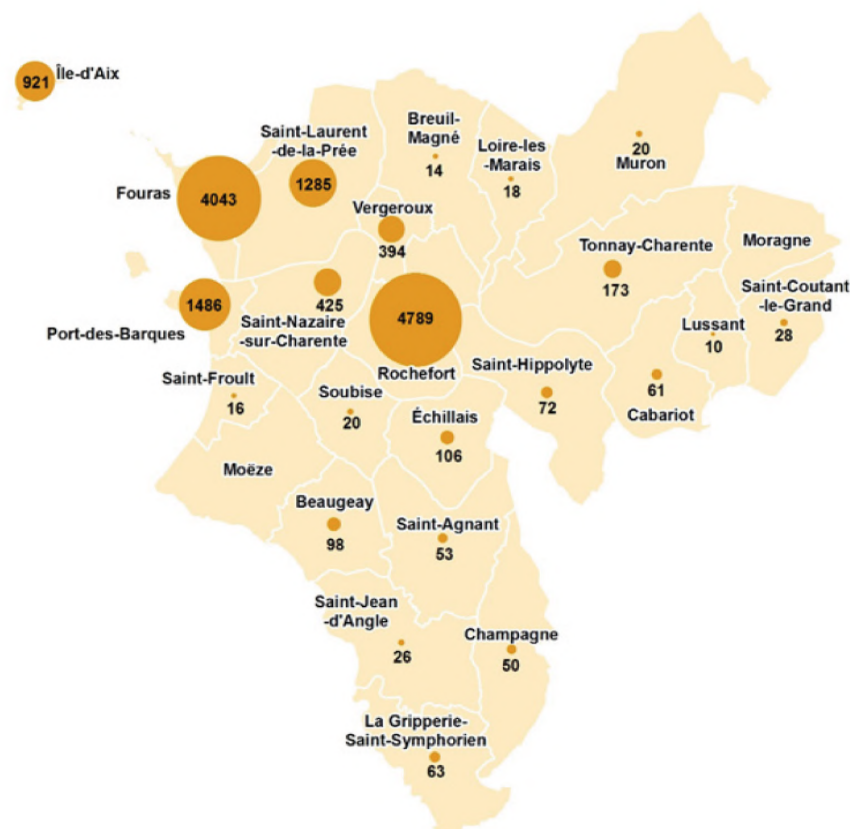 921
Île-d'Aix
Saint-Laurent
-de-la-Prée
1285
Breuil-
Magné
14
Loire-les
-Marais
18
20
Muron
Fouras
4043
Vergeroux
394
Tonnay-Charente
173
Moragne
Saint-Coutant
-le-Grand
28
Lussant
10
1486
Port-des-Barques
425
Saint-Nazaire
-sur-Charente
4789
Rochefort
Saint-Hippolyte
72
61
Cabariot
Saint-Froult
16
Soubise
20
Échillais
106
Moëze
Beaugeay
98
Saint-Agnant
53
Saint-Jean
-d'Angle
26
Champagne
50
La Gripperie-
Saint-Symphorien
63